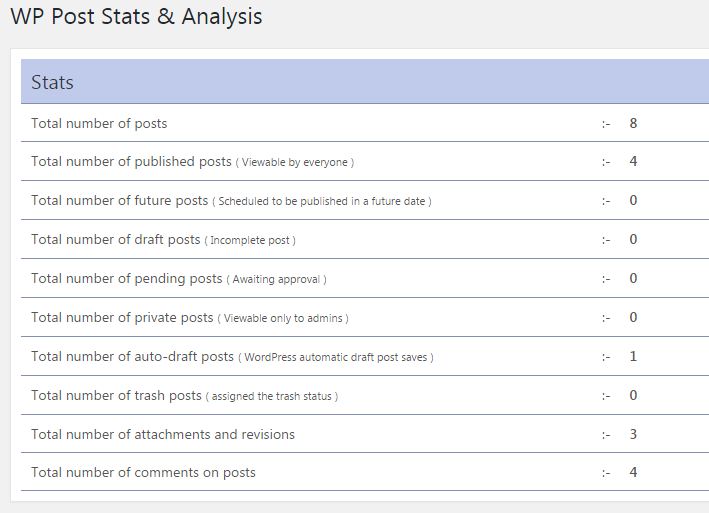 WP Post Stats & Analysis
Stats
Total number of posts :- 8
Total number of published posts ( Viewable by everyone ) :- 4
Total number of future posts ( Scheduled to be published in a future date ) :- 0
Total number of draft posts ( Incomplete post ) :- 0
Total number of pending posts ( Awaiting approval ) :- 0
Total number of private posts ( Viewable only to admins ) :- 0
Total number of auto-draft posts ( WordPress automatic draft post saves ) :- 1
Total number of trash posts ( assigned the trash status ) :- 0
Total number of attachments and revisions :- 3
Total number of comments on posts :- 4